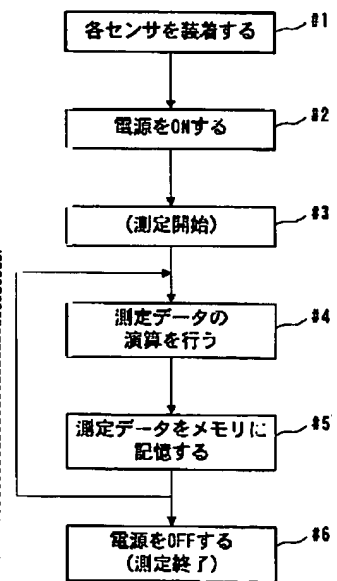 各センサを装着する
#1
電源をONする
#2
(測定開始)
#3
測定データの
演算を行う
#4
測定データをメモリに
記憶する
#5
電源をOFFする
(測定終了)
#6